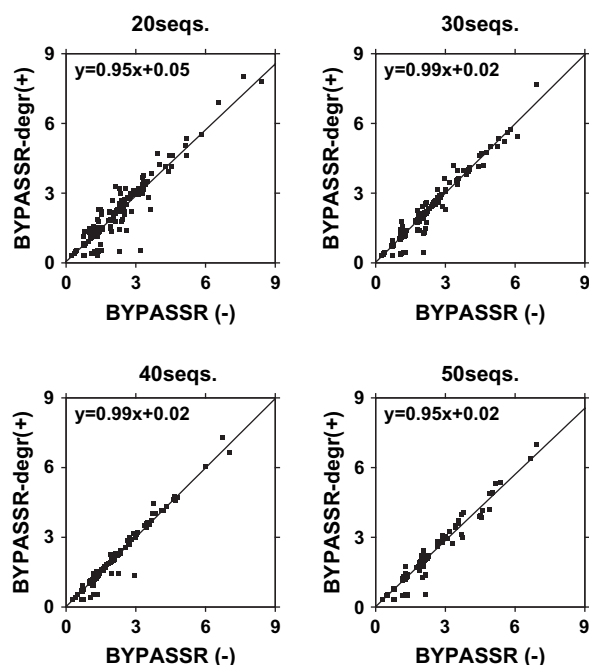 20seqs.
y=0.95x+0.05
BYPASSR-degr(+)
9
6
3
0
0 3 6 9
BYPASSR (-)
30seqs.
y=0.99x+0.02
BYPASSR-degr(+)
9
6
3
0
0 3 6 9
BYPASSR (-)
40seqs.
y=0.99x+0.02
BYPASSR-degr(+)
9
6
3
0
0 3 6 9
BYPASSR (-)
50seqs.
y=0.95x+0.02
BYPASSR-degr(+)
9
6
3
0
0 3 6 9
BYPASSR (-)